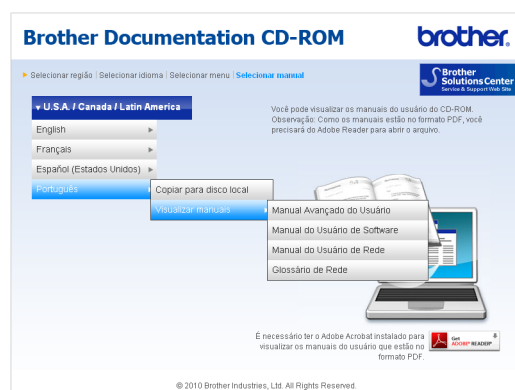 Brother Documentation CD-ROM
brother.
Selecionar região | Selecionar idioma | Selecionar menu | Selecionar manual
Brother
Solutions Center
Service & Support Web Site
U.S.A. / Canada / Latin America
Você pode visualizar os manuais do usuário do CD-ROM.
Observação: Como os manuais estão no formato PDF, você
precisará do Adobe Reader para abrir o arquivo.
English
Français
Español (Estados Unidos)
Português
Copiar para disco local
Visualizar manuais
Manual Avançado do Usuário
Manual do Usuário de Software
Manual do Usuário de Rede
Glossário de Rede
É necessário ter o Adobe Acrobat instalado para
visualizar os manuais do usuário que estão no
formato PDF.
Get
ADOBE® READER®
© 2010 Brother Industries, Ltd. All Rights Reserved.